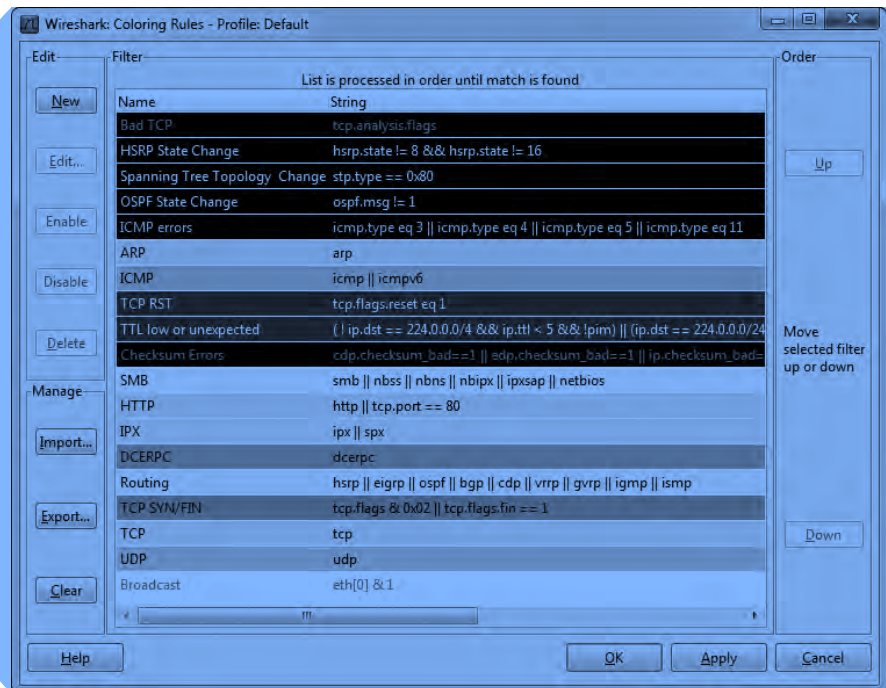 Wireshark: Coloring Rules - Profile: Default
Edit
Filter
Order
List is processed in order until match is found
New
Name String
Bad TCP tcp.analysis.flags
HSRP State Change hsrp.state != 8 && hsrp.state != 16
Edit...
Up
Spanning Tree Topology Change stp.type == 0x80
OSPF State Change ospf.msg != 1
Enable
ICMP errors icmp.type eq 3 || icmp.type eq 4 || icmp.type eq 5 || icmp.type eq 11
ARP arp
Disable
ICMP icmp || icmpv6
TCP RST tcp.flags.reset eq 1
TTL low or unexpected ( ! ip.dst == 224.0.0.0/4 && ip.ttl < 5 && !pim) || (ip.dst == 224.0.0.0/24
Delete
Checksum Errors cdp.checksum_bad==1 || edp.checksum_bad==1 || ip.checksum_bad=
Move
selected filter
up or down
SMB smb || nbss || nbns || nbipx || ipxsap || netbios
Manage
HTTP http || tcp.port == 80
IPX ipx || spx
Import...
DCERPC dcerpc
Routing hsrp || eigrp || ospf || bgp || cdp || vrrp || gvrp || igmp || ismp
TCP SYN/FIN tcp.flags & 0x02 || tcp.flags.fin == 1
Export...
TCP tcp
Down
UDP udp
Broadcast eth[0] & 1
Clear
Help
OK
Apply
Cancel